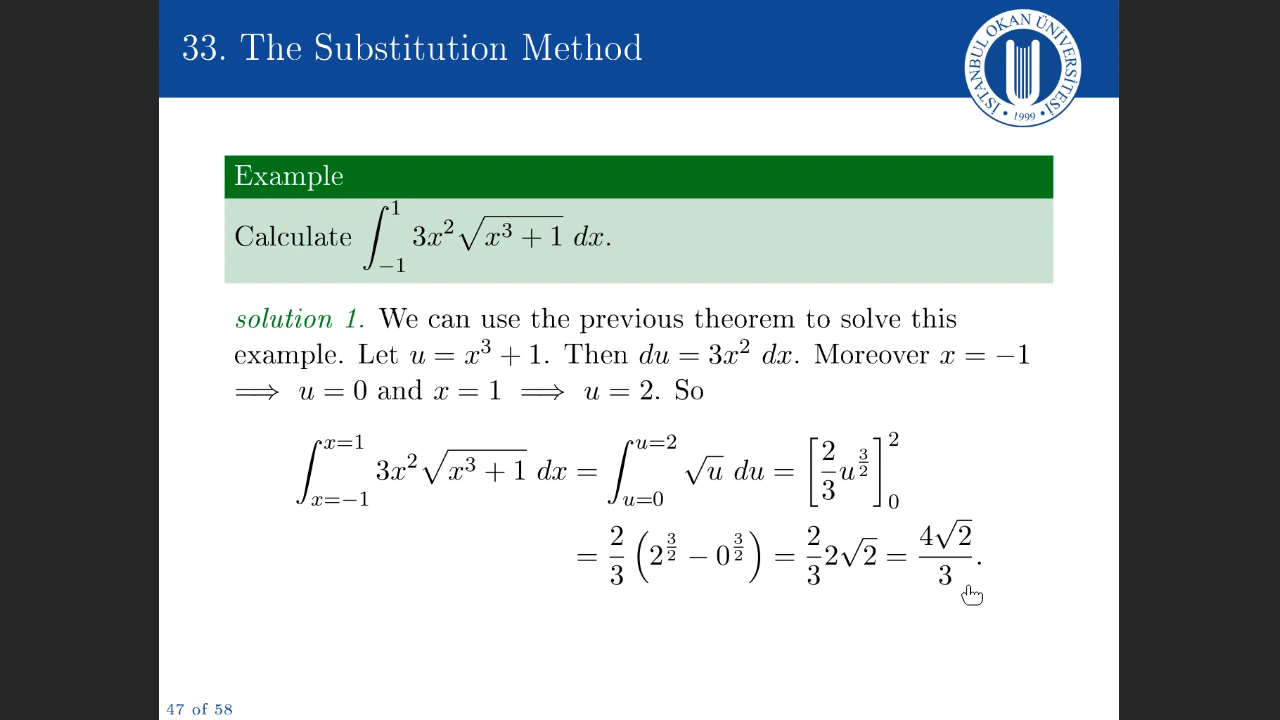 33. The Substitution Method
İSTANBUL OKAN ÜNİVERSİTESİ
• 1999 •
Example
Calculate ∫_{-1}^{1} 3x²√(x³ + 1) dx.
solution 1. We can use the previous theorem to solve this
example. Let u = x³ + 1. Then du = 3x² dx. Moreover x = −1
⟹ u = 0 and x = 1 ⟹ u = 2. So
∫_{x=−1}^{x=1} 3x²√(x³ + 1) dx = ∫_{u=0}^{u=2} √u du = [2/3 u^{3/2}]_0^2
= 2/3 (2^{3/2} − 0^{3/2}) = 2/3 2√2 = 4√2/3.
47 of 58